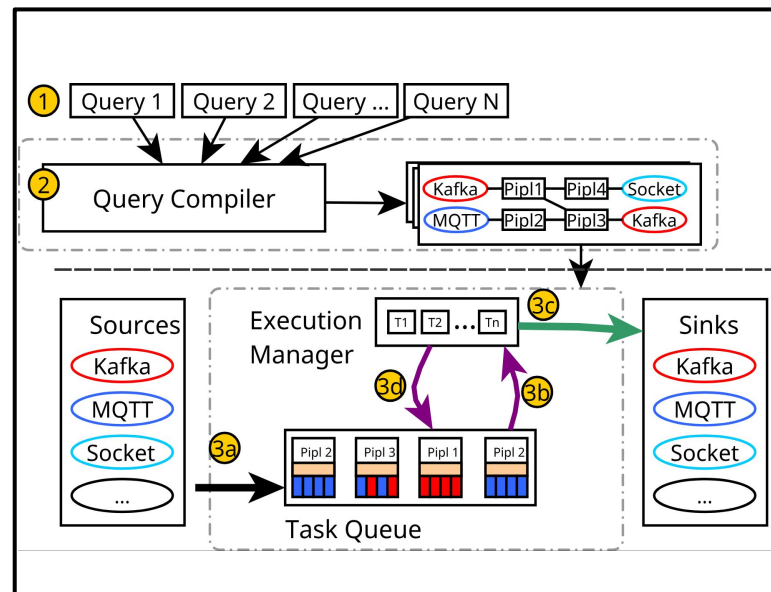 1
Query 1
Query 2
Query ...
Query N
2
Query Compiler
Kafka
Pipl1
Pipl4
Socket
MQTT
Pipl2
Pipl3
Kafka
Sources
Kafka
MQTT
Socket
...
Execution
Manager
T1
T2
...
Tn
3c
3d
3b
3a
Pipl 2
Pipl 3
Pipl 1
Pipl 2
Task Queue
Sinks
Kafka
MQTT
Socket
...